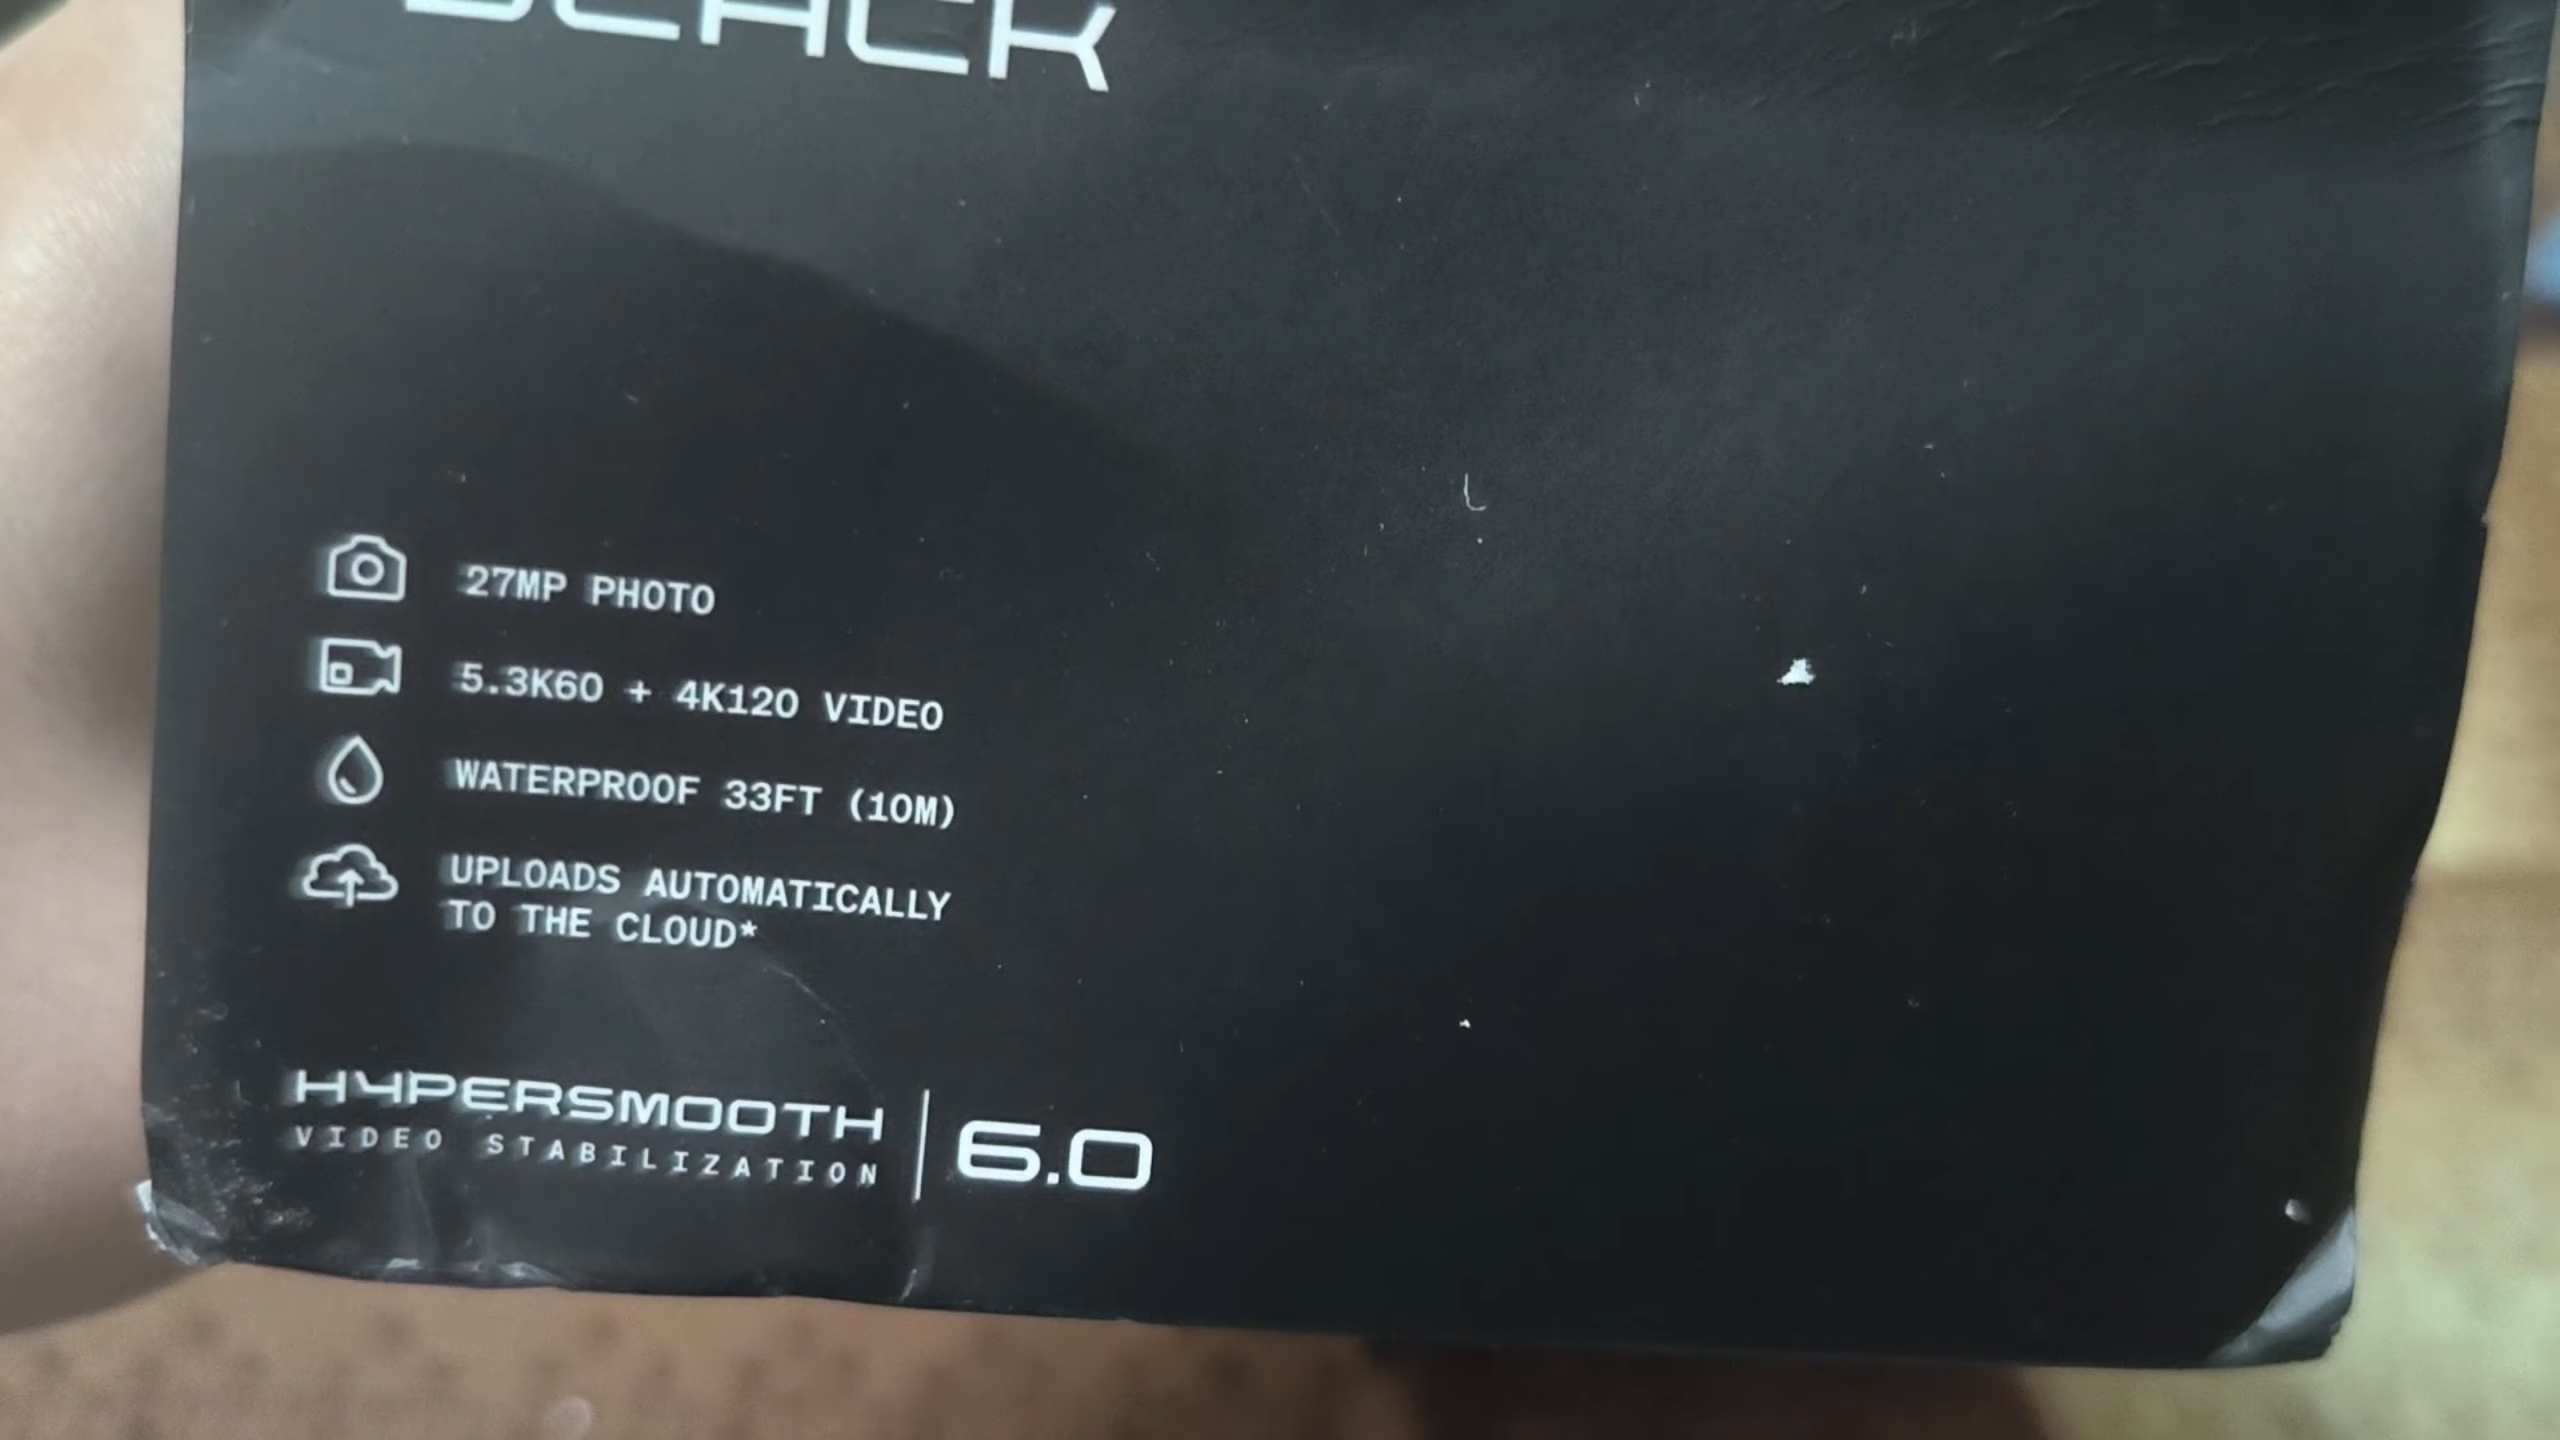 BLACK
27MP PHOTO
5.3K60 + 4K120 VIDEO
WATERPROOF 33FT (10M)
UPLOADS AUTOMATICALLY
TO THE CLOUD*
HYPERSMOOTH
VIDEO STABILIZATION
6.0